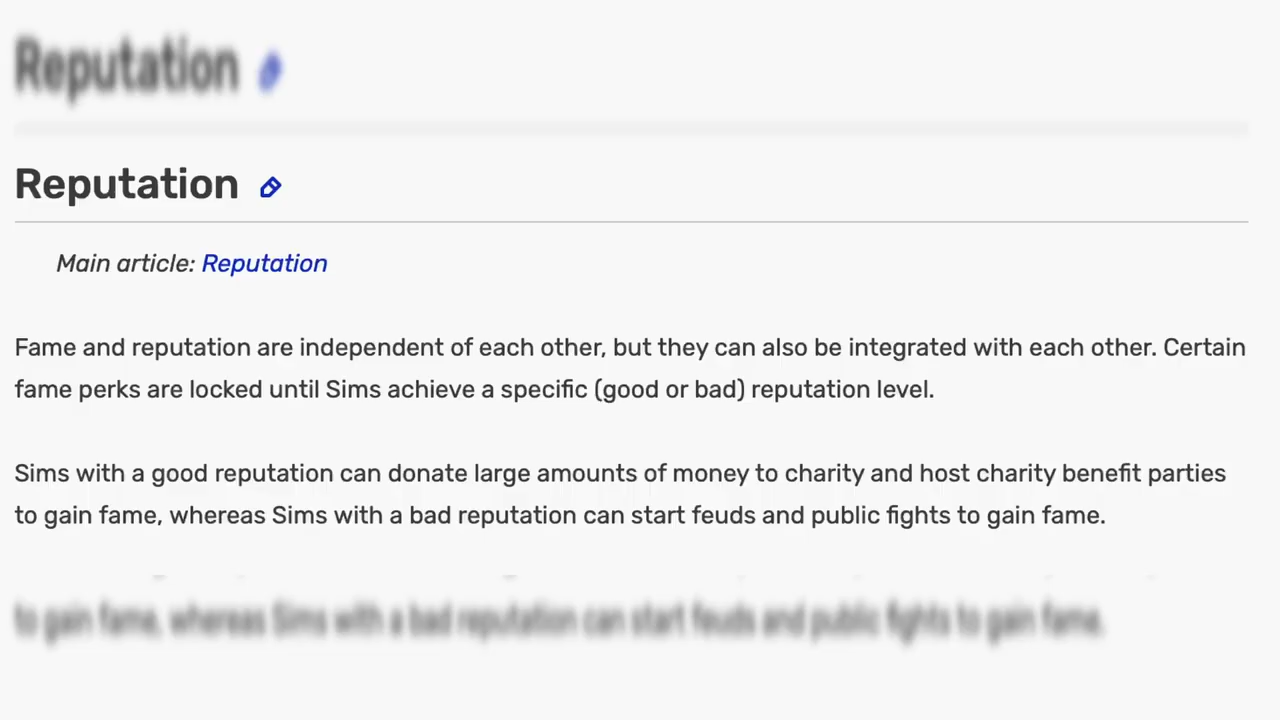 Reputation
Reputation
Main article: Reputation
Fame and reputation are independent of each other, but they can also be integrated with each other. Certain
fame perks are locked until Sims achieve a specific (good or bad) reputation level.
Sims with a good reputation can donate large amounts of money to charity and host charity benefit parties
to gain fame, whereas Sims with a bad reputation can start feuds and public fights to gain fame.
to gain fame, whereas Sims with a bad reputation can start feuds and public fights to gain fame.